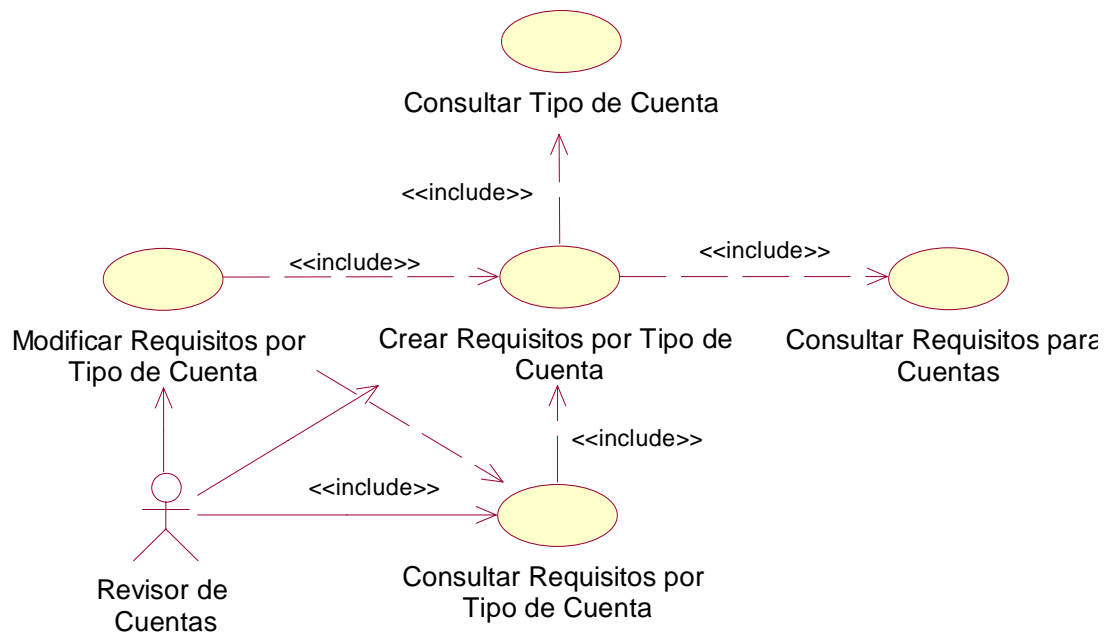 Consultar Tipo de Cuenta
<<include>>
<<include>>
<<include>>
Modificar Requisitos por
Tipo de Cuenta
Crear Requisitos por Tipo de
Cuenta
Consultar Requisitos para
Cuentas
<<include>>
<<include>>
Revisor de
Cuentas
Consultar Requisitos por
Tipo de Cuenta